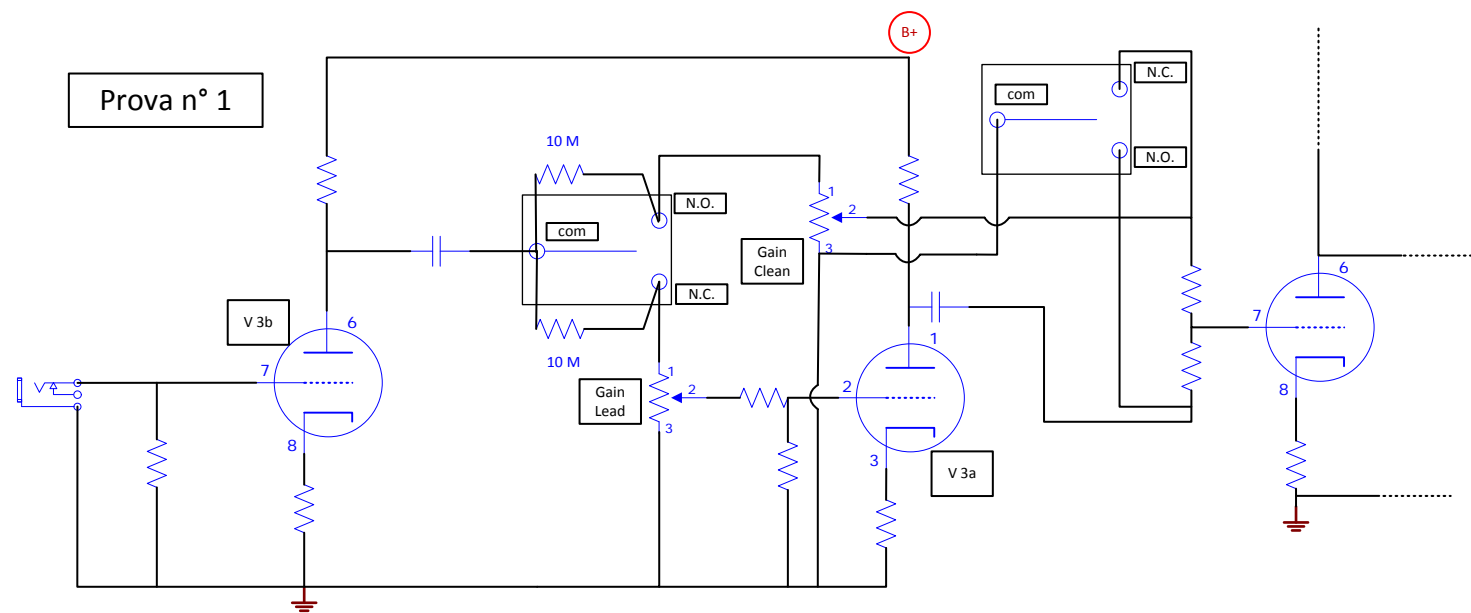 Prova n° 1
B+
com
N.C.
N.O.
10 M
com
N.O.
N.C.
10 M
1
2
3
Gain
Clean
V 3b
6
7
8
Gain
Lead
1
2
3
1
2
3
V 3a
6
7
8